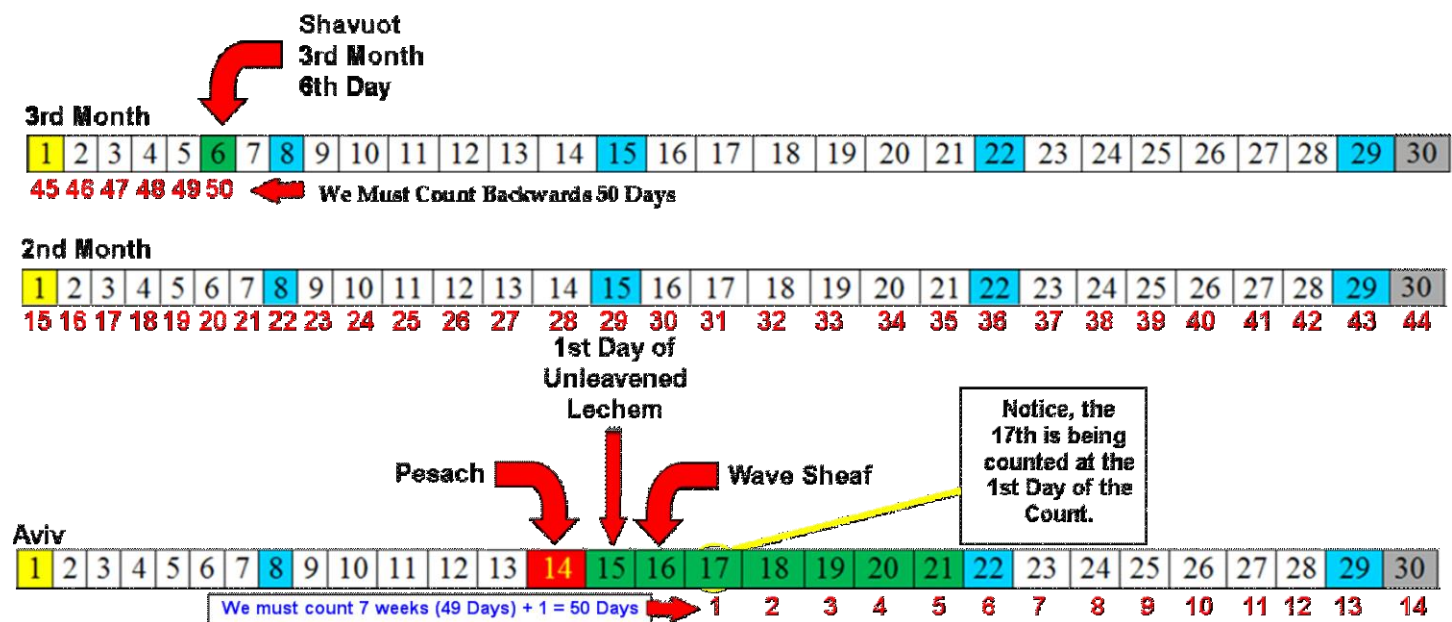 Shavuot
3rd Month
6th Day
3rd Month
1 2 3 4 5 6 7 8 9 10 11 12 13 14 15 16 17 18 19 20 21 22 23 24 25 26 27 28 29 30
45 46 47 48 49 50 We Must Count Backwards 50 Days
2nd Month
1 2 3 4 5 6 7 8 9 10 11 12 13 14 15 16 17 18 19 20 21 22 23 24 25 26 27 28 29 30
15 16 17 18 19 20 21 22 23 24 25 26 27 28 29 30 31 32 33 34 35 36 37 38 39 40 41 42 43 44
1st Day of
Unleavened
Lechem
Pesach
Wave Sheaf
Notice, the
17th is being
counted at the
1st Day of the
Count.
Aviv
1 2 3 4 5 6 7 8 9 10 11 12 13 14 15 16 17 18 19 20 21 22 23 24 25 26 27 28 29 30
We must count 7 weeks (49 Days) + 1 = 50 Days 1 2 3 4 5 6 7 8 9 10 11 12 13 14